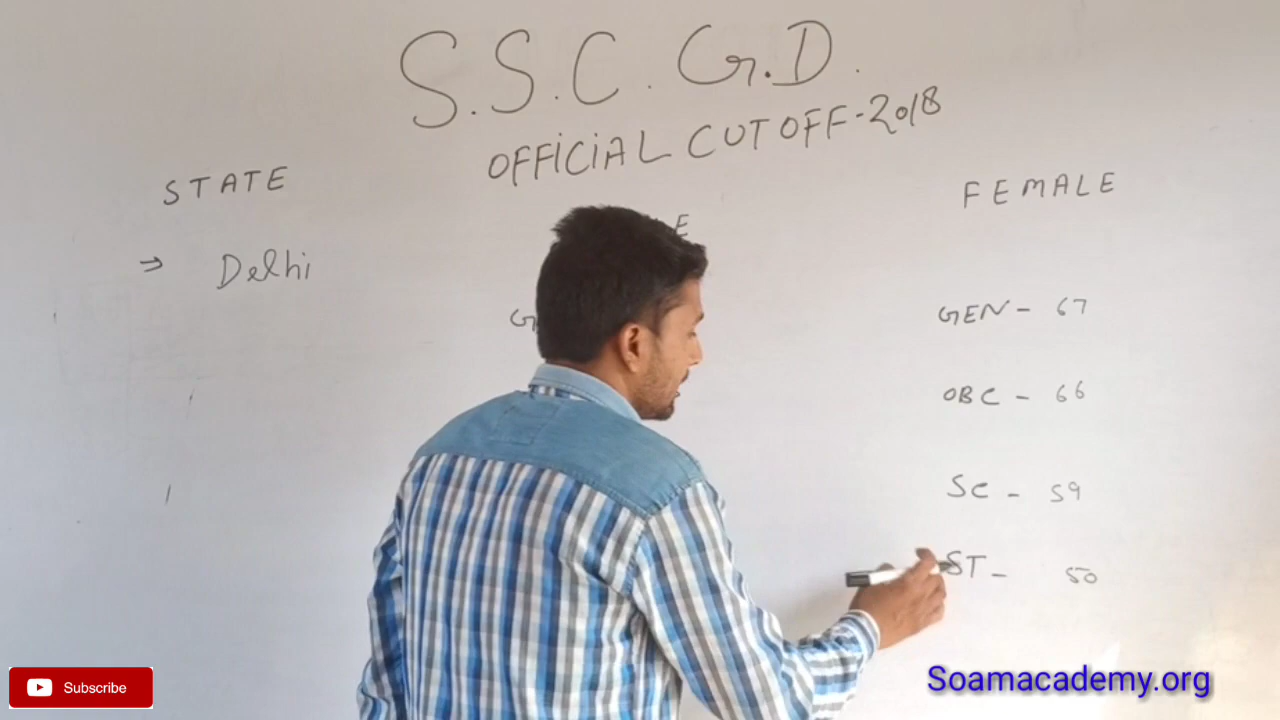 S.S.C. G.D.
OFFICIAL CUTOFF-2018
STATE
FEMALE
⇒ Delhi
GEN - 67
OBC - 66
SC - 59
ST - 50
Subscribe
Soamacademy.org